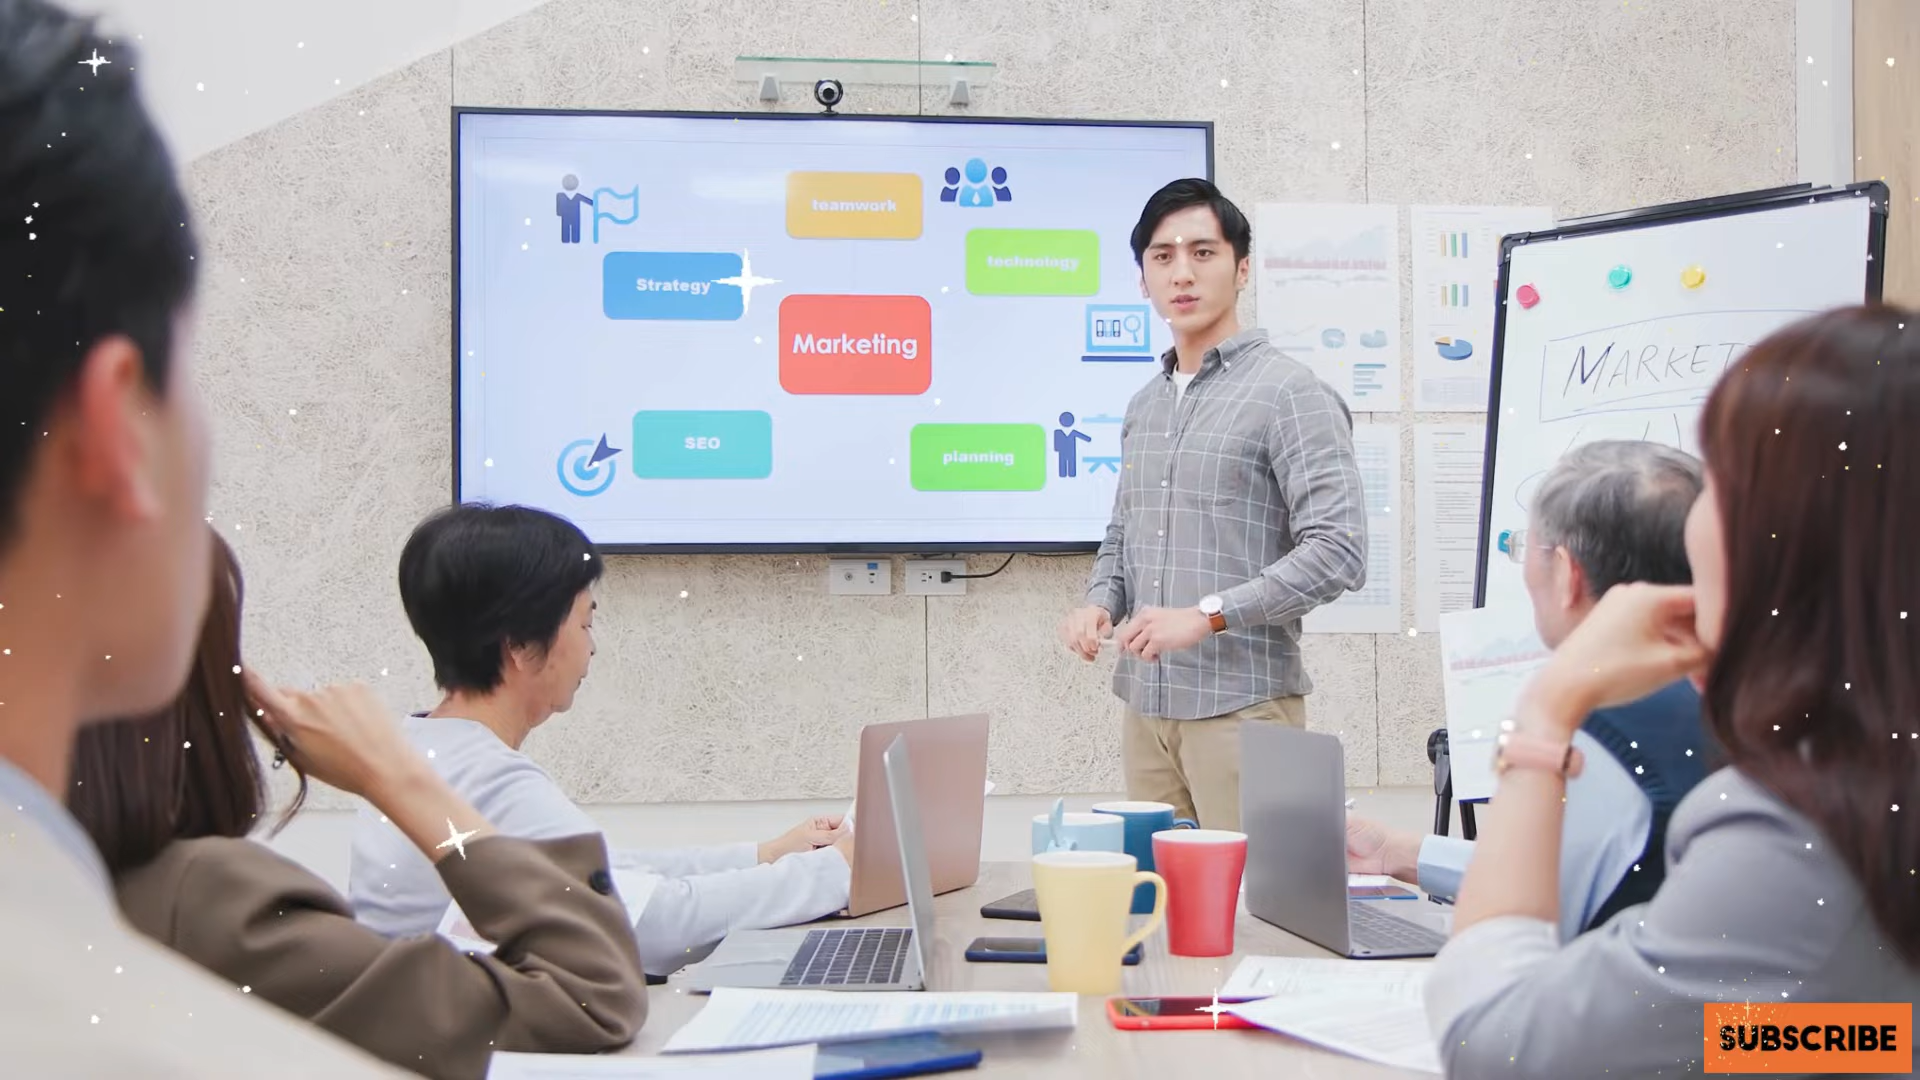 teamwork
technology
Strategy
Marketing
SEO
planning
MARKET
SUBSCRIBE